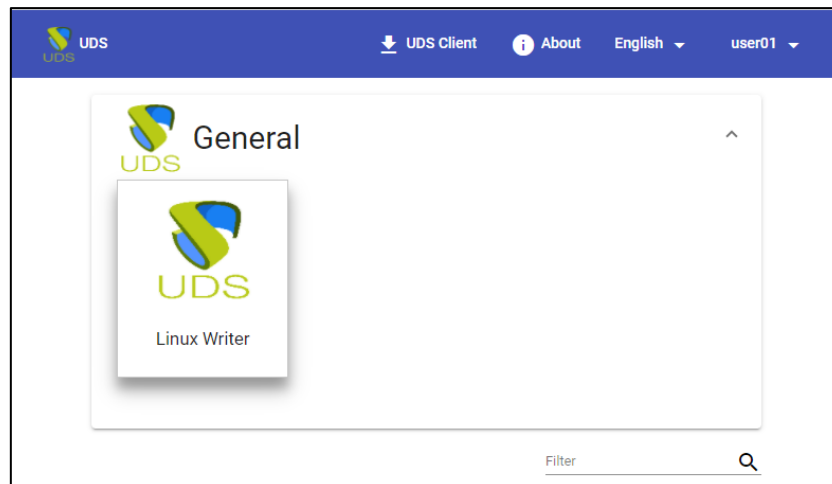 UDS UDS Client About English user01
UDS
General
UDS
UDS
Linux Writer
Filter